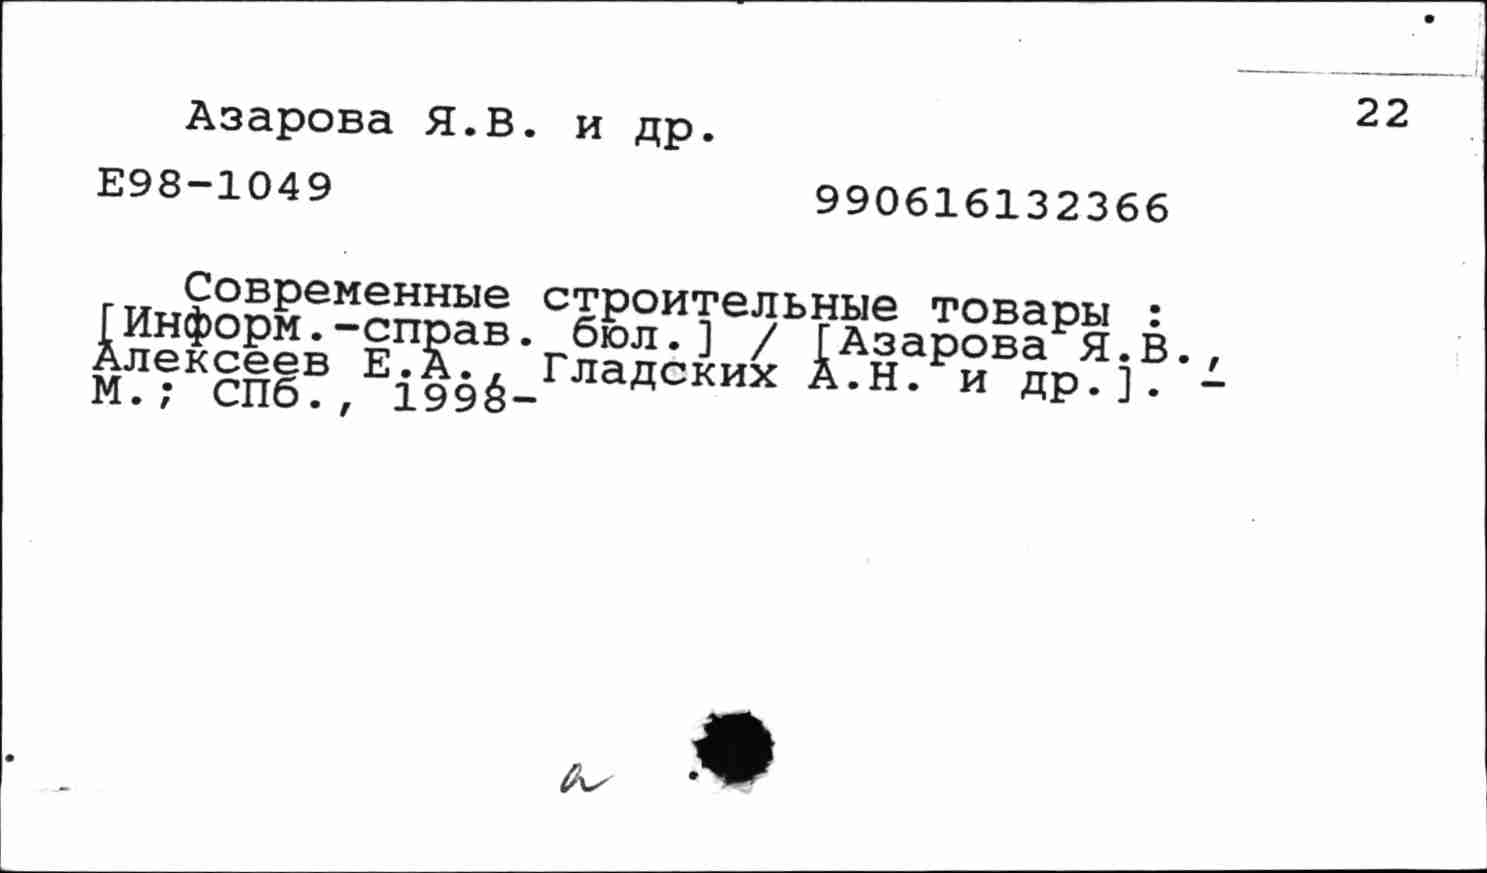 Азарова Я.В. и др.
22
Е98-1049
990616132366
Современные строительные товары :
[Информ.-справ. бюл.] / [Азарова Я.В.,
Алексеев Е.А., Гладских А.Н. и др.]. -
М.; СПб., 1998-
а